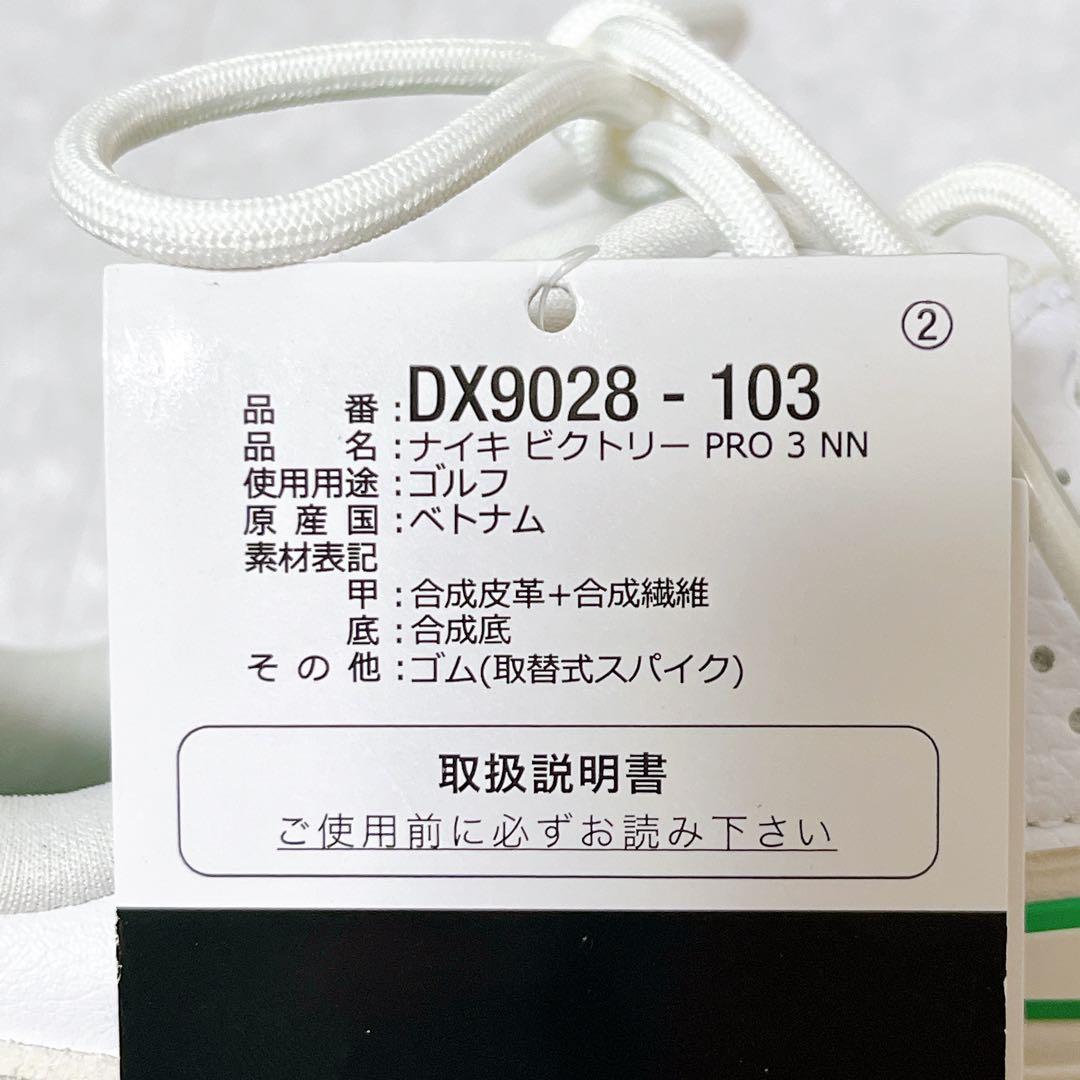 ②
品番:DX9028 - 103
品名:ナイキ ビクトリー PRO 3 NN
使用用途:ゴルフ
原産国:ベトナム
素材表記
甲:合成皮革+合成繊維
底:合成底
その他:ゴム(取替式スパイク)
取扱説明書
ご使用前に必ずお読み下さい